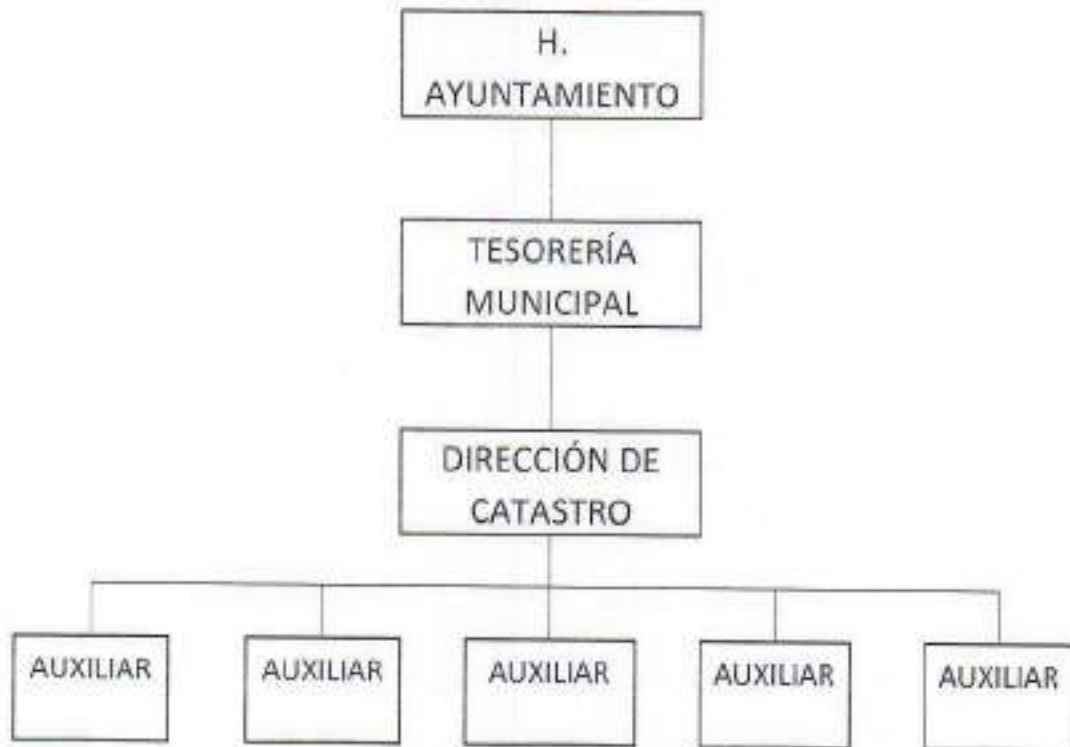 H.
AYUNTAMIENTO
TESORERÍA
MUNICIPAL
DIRECCIÓN DE
CATASTRO
AUXILIAR
AUXILIAR
AUXILIAR
AUXILIAR
AUXILIAR